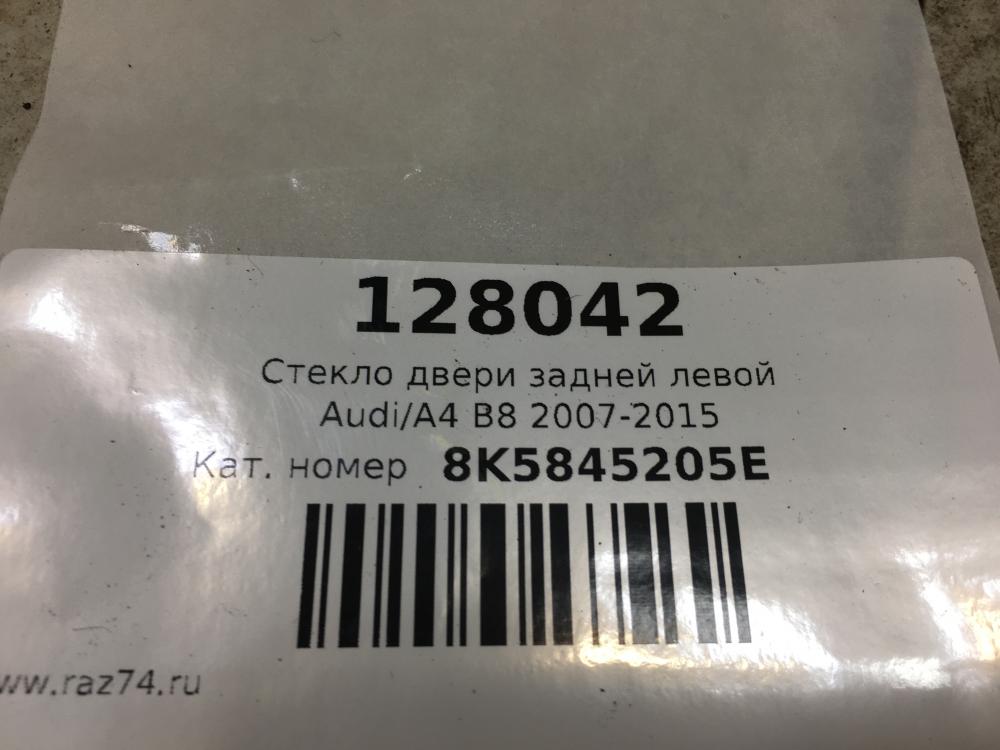 128042
Стекло двери задней левой
Audi/A4 B8 2007-2015
Кат. номер 8K5845205E
www.raz74.ru